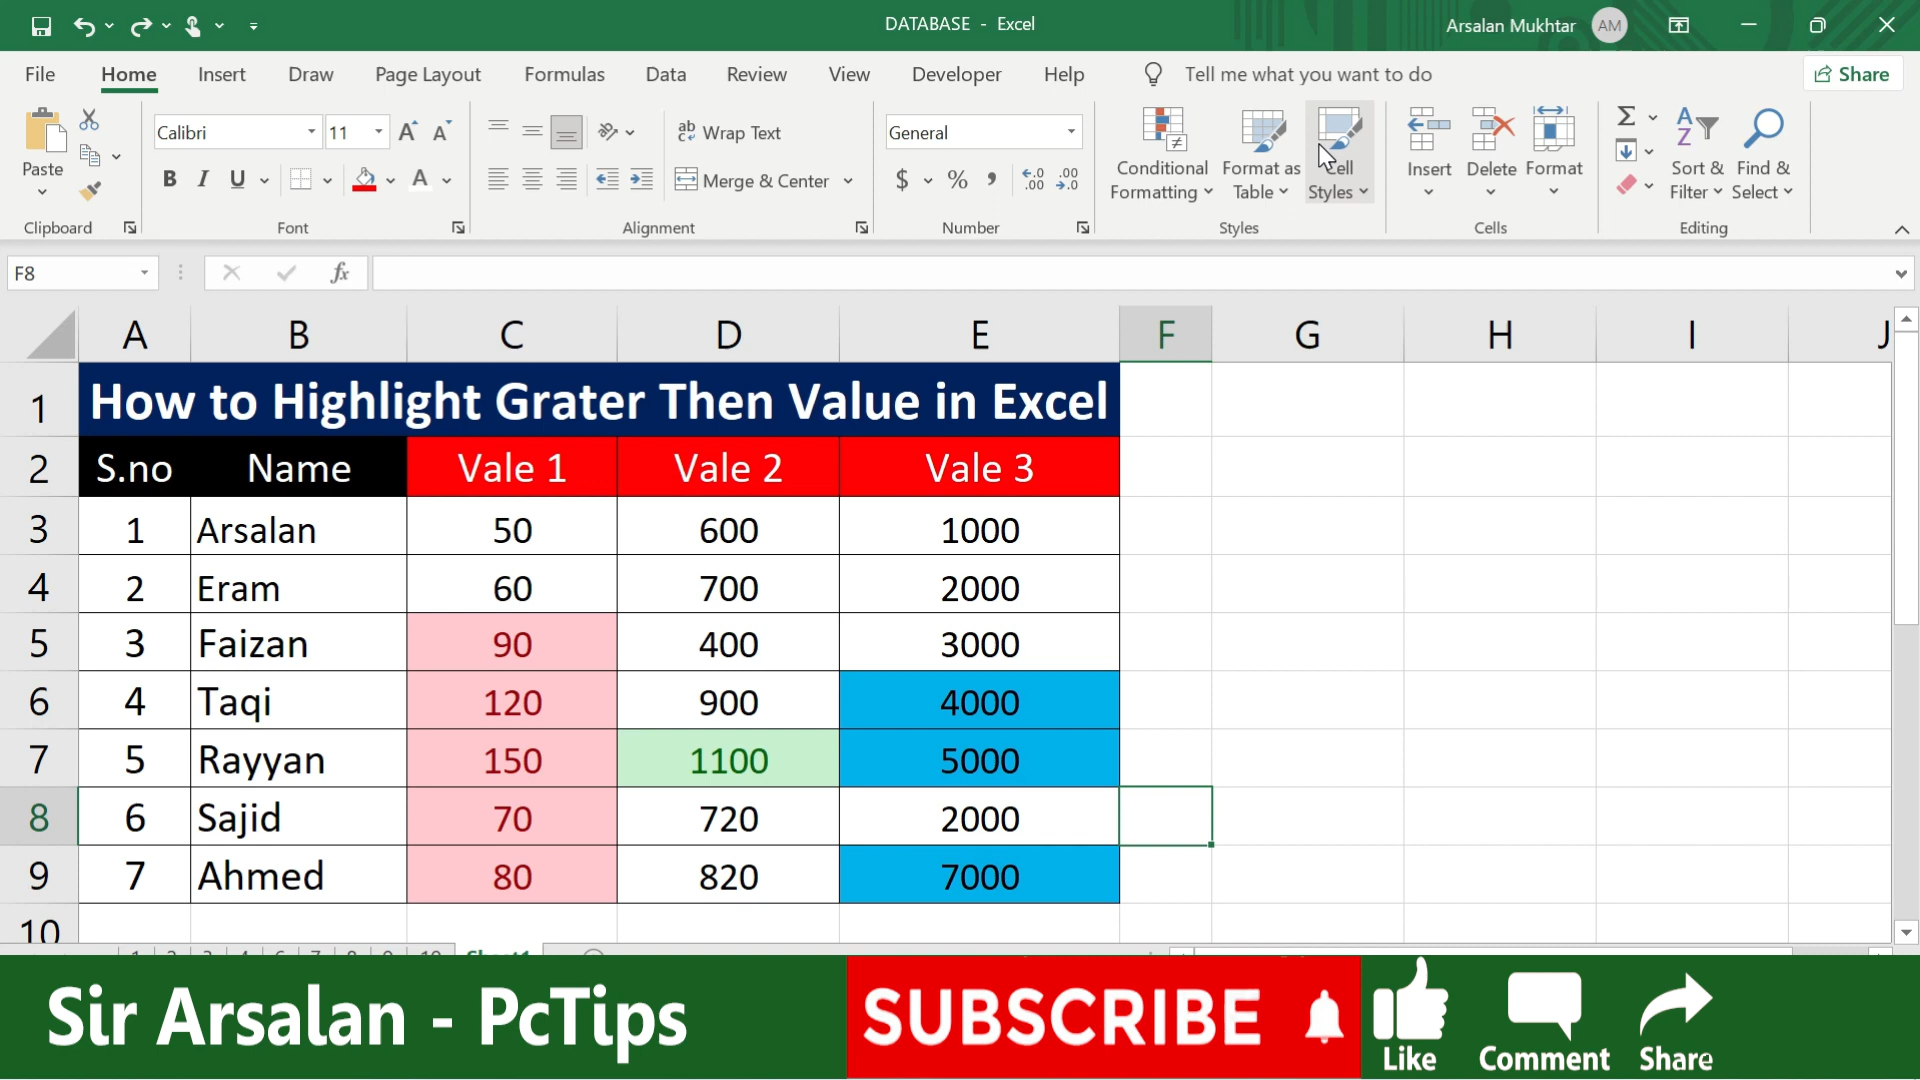 DATABASE - Excel
Arsalan Mukhtar AM
File Home Insert Draw Page Layout Formulas Data Review View Developer Help Tell me what you want to do Share
Paste
Clipboard
Calibri 11
B I U A
Font
ab Wrap Text
Merge & Center
Alignment
General
$ % ,
Number
Conditional Formatting
Format as Table
Cell Styles
Styles
Insert Delete Format
Cells
Sort & Filter
Find & Select
Editing
F8 fx
A B C D E F G H I J
1 How to Highlight Grater Then Value in Excel
2 S.no Name Vale 1 Vale 2 Vale 3
3 1 Arsalan 50 600 1000
4 2 Eram 60 700 2000
5 3 Faizan 90 400 3000
6 4 Taqi 120 900 4000
7 5 Rayyan 150 1100 5000
8 6 Sajid 70 720 2000
9 7 Ahmed 80 820 7000
10
Sir Arsalan - PcTips SUBSCRIBE Like Comment Share